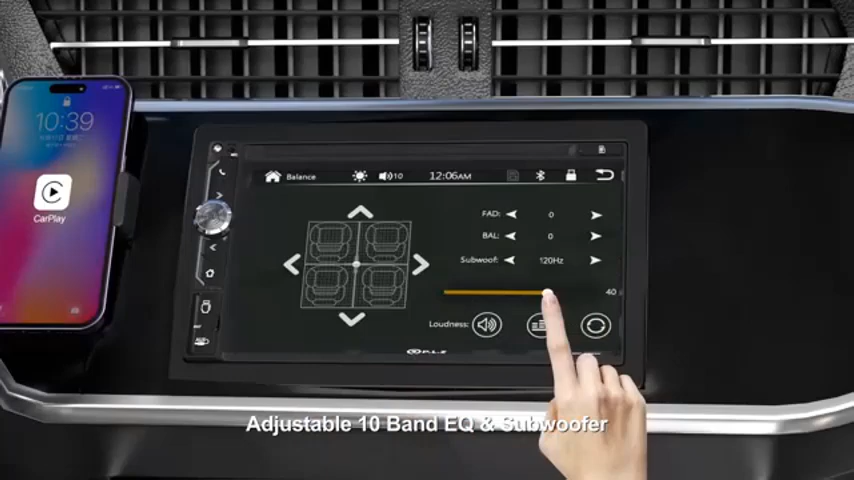 10:39
CarPlay
Balance
10
12:06AM
FAD: 0
BAL: 0
Subwoof: 120Hz
40
Loudness:
P.L.Z
Adjustable 10 Band EQ & Subwoofer